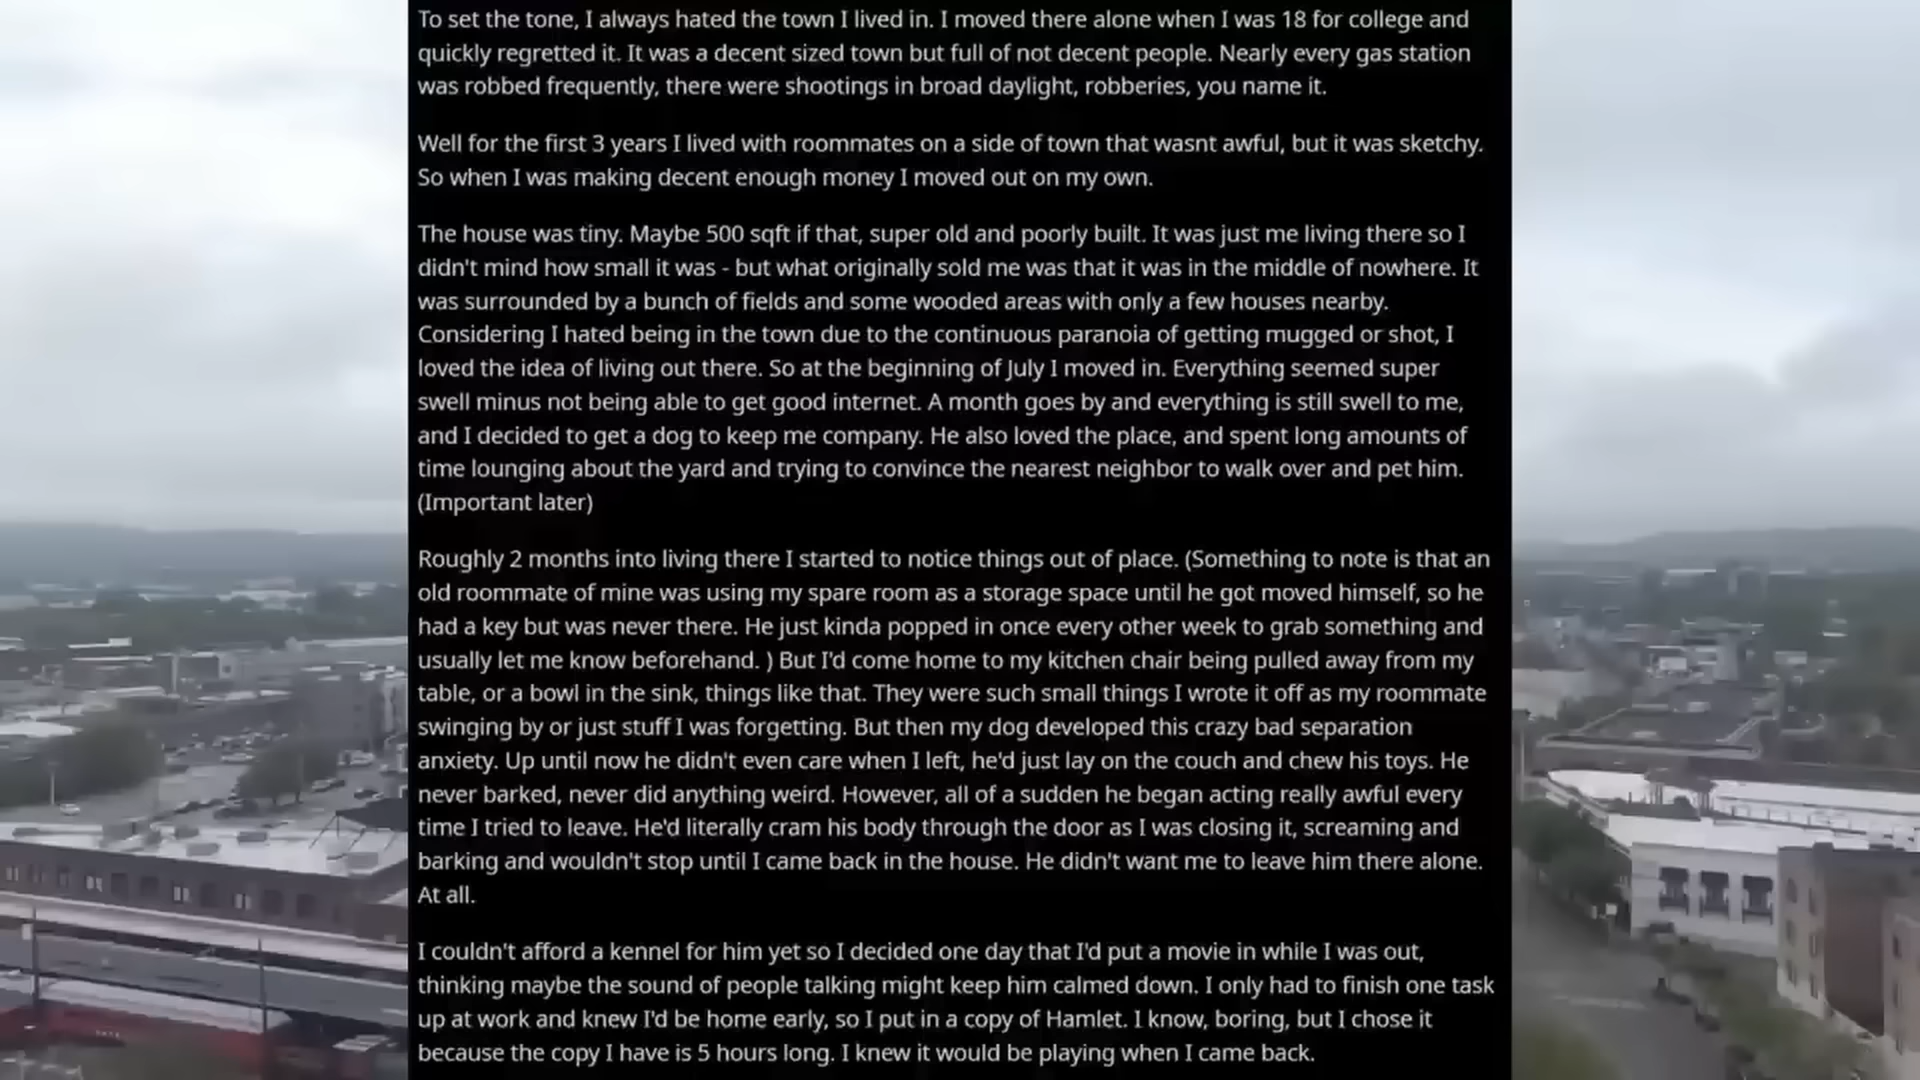 To set the tone, I always hated the town I lived in. I moved there alone when I was 18 for college and
quickly regretted it. It was a decent sized town but full of not decent people. Nearly every gas station
was robbed frequently, there were shootings in broad daylight, robberies, you name it.
Well for the first 3 years I lived with roommates on a side of town that wasnt awful, but it was sketchy.
So when I was making decent enough money I moved out on my own.
The house was tiny. Maybe 500 sqft if that, super old and poorly built. It was just me living there so I
didn't mind how small it was - but what originally sold me was that it was in the middle of nowhere. It
was surrounded by a bunch of fields and some wooded areas with only a few houses nearby.
Considering I hated being in the town due to the continuous paranoia of getting mugged or shot, I
loved the idea of living out there. So at the beginning of July I moved in. Everything seemed super
swell minus not being able to get good internet. A month goes by and everything is still swell to me,
and I decided to get a dog to keep me company. He also loved the place, and spent long amounts of
time lounging about the yard and trying to convince the nearest neighbor to walk over and pet him.
(Important later)
Roughly 2 months into living there I started to notice things out of place. (Something to note is that an
old roommate of mine was using my spare room as a storage space until he got moved himself, so he
had a key but was never there. He just kinda popped in once every other week to grab something and
usually let me know beforehand. ) But I'd come home to my kitchen chair being pulled away from my
table, or a bowl in the sink, things like that. They were such small things I wrote it off as my roommate
swinging by or just stuff I was forgetting. But then my dog developed this crazy bad separation
anxiety. Up until now he didn't even care when I left, he'd just lay on the couch and chew his toys. He
never barked, never did anything weird. However, all of a sudden he began acting really awful every
time I tried to leave. He'd literally cram his body through the door as I was closing it, screaming and
barking and wouldn't stop until I came back in the house. He didn't want me to leave him there alone.
At all.
I couldn't afford a kennel for him yet so I decided one day that I'd put a movie in while I was out,
thinking maybe the sound of people talking might keep him calmed down. I only had to finish one task
up at work and knew I'd be home early, so I put in a copy of Hamlet. I know, boring, but I chose it
because the copy I have is 5 hours long. I knew it would be playing when I came back.